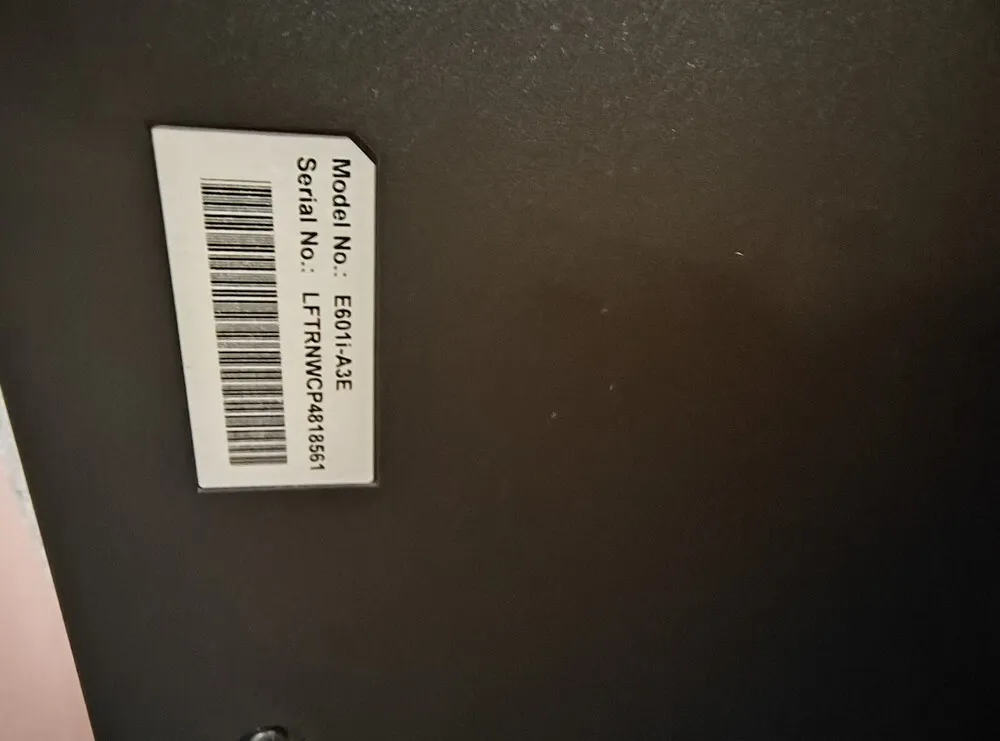 Model No.: E601i-A3E
Serial No.: LFTRNWCP4818561